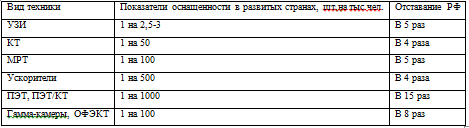 Вид техники Показатели оснащенности в развитых странах, шт,на тыс.чел. Отставание РФ
УЗИ 1 на 2,5-3 В 5 раз
КТ 1 на 50 В 4 раза
МРТ 1 на 100 В 5 раз
Ускорители 1 на 500 В 4 раза
ПЭТ, ПЭТ/КТ 1 на 1000 В 15 раз
Гамма-камеры, ОФЭКТ 1 на 100 В 8 раз